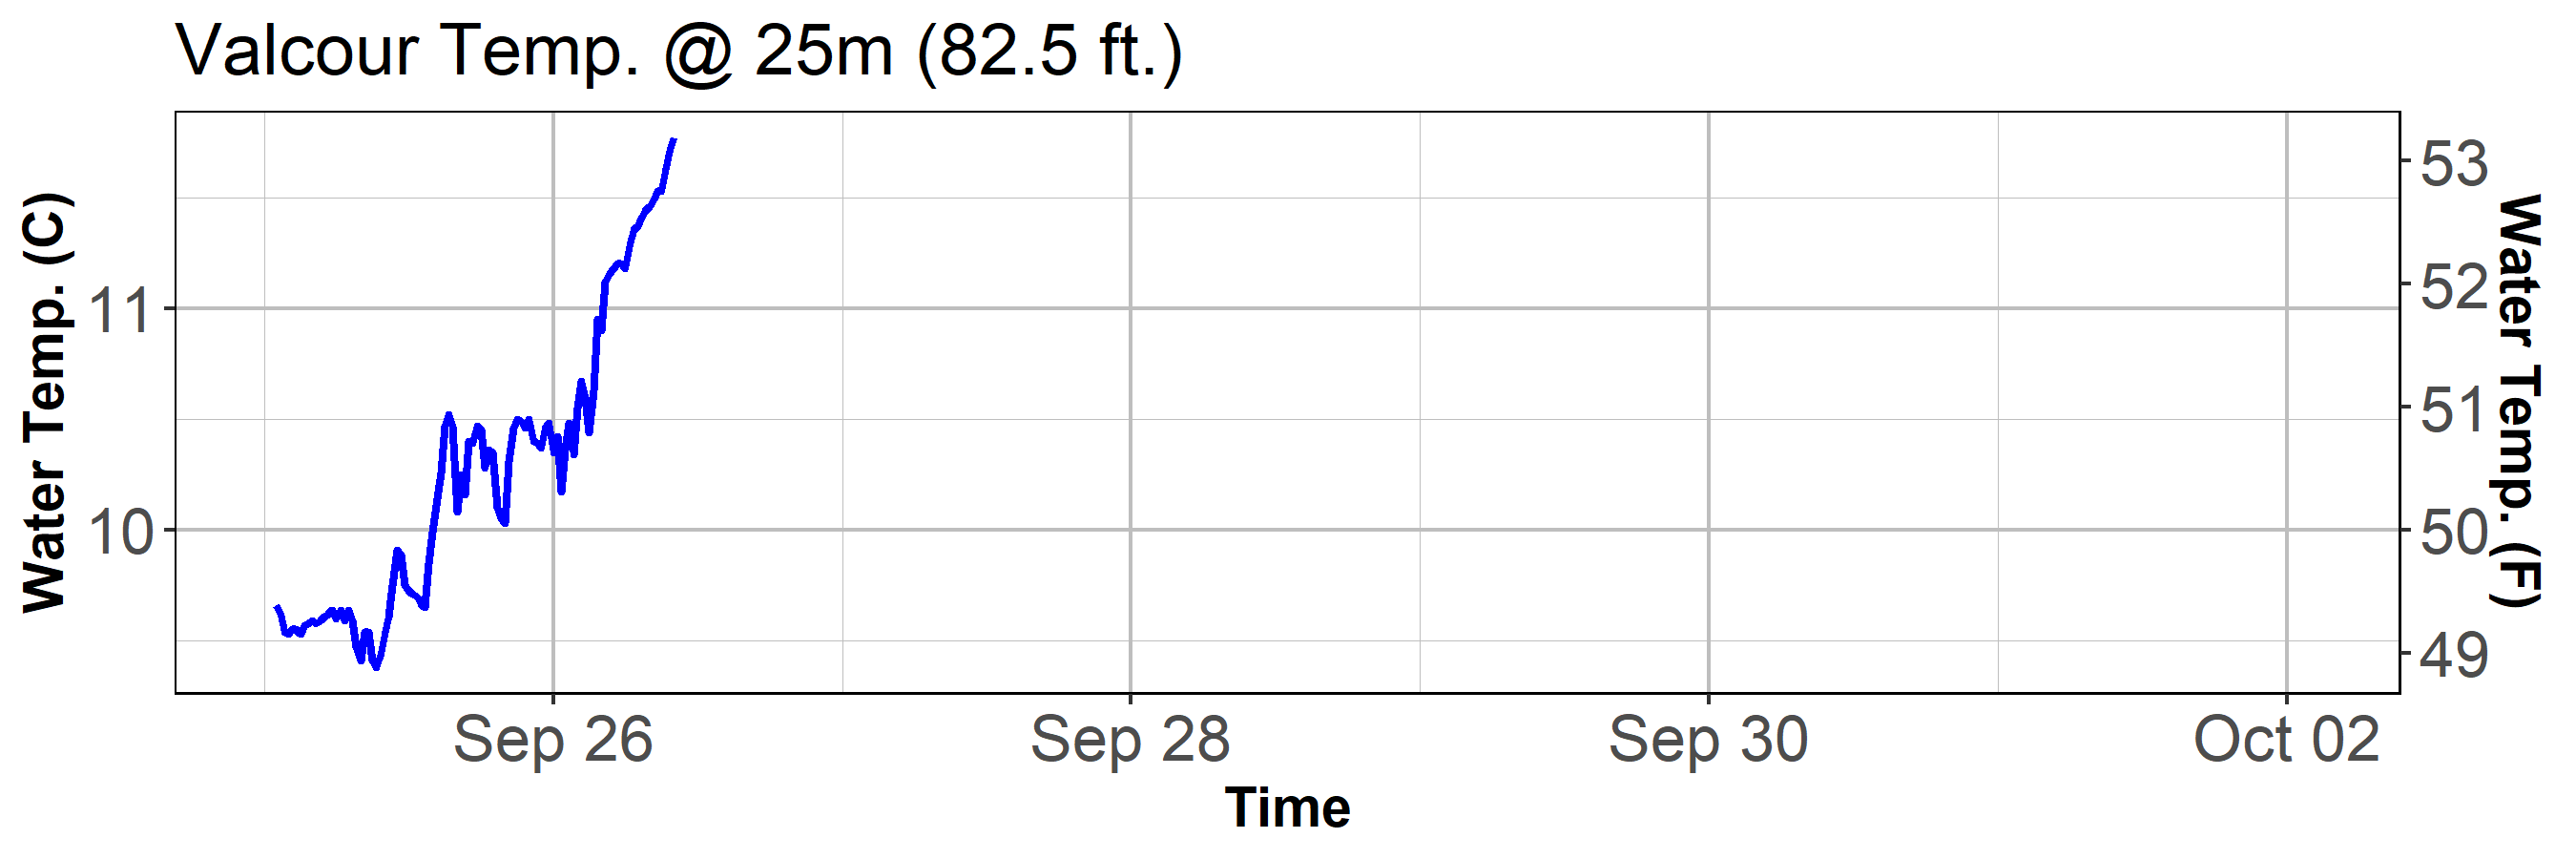 Valcour Temp. @ 25m (82.5 ft.)
Water Temp. (C)
11
10
53
52
51
50
49
Water Temp. (F)
Sep 26
Sep 28
Sep 30
Oct 02
Time